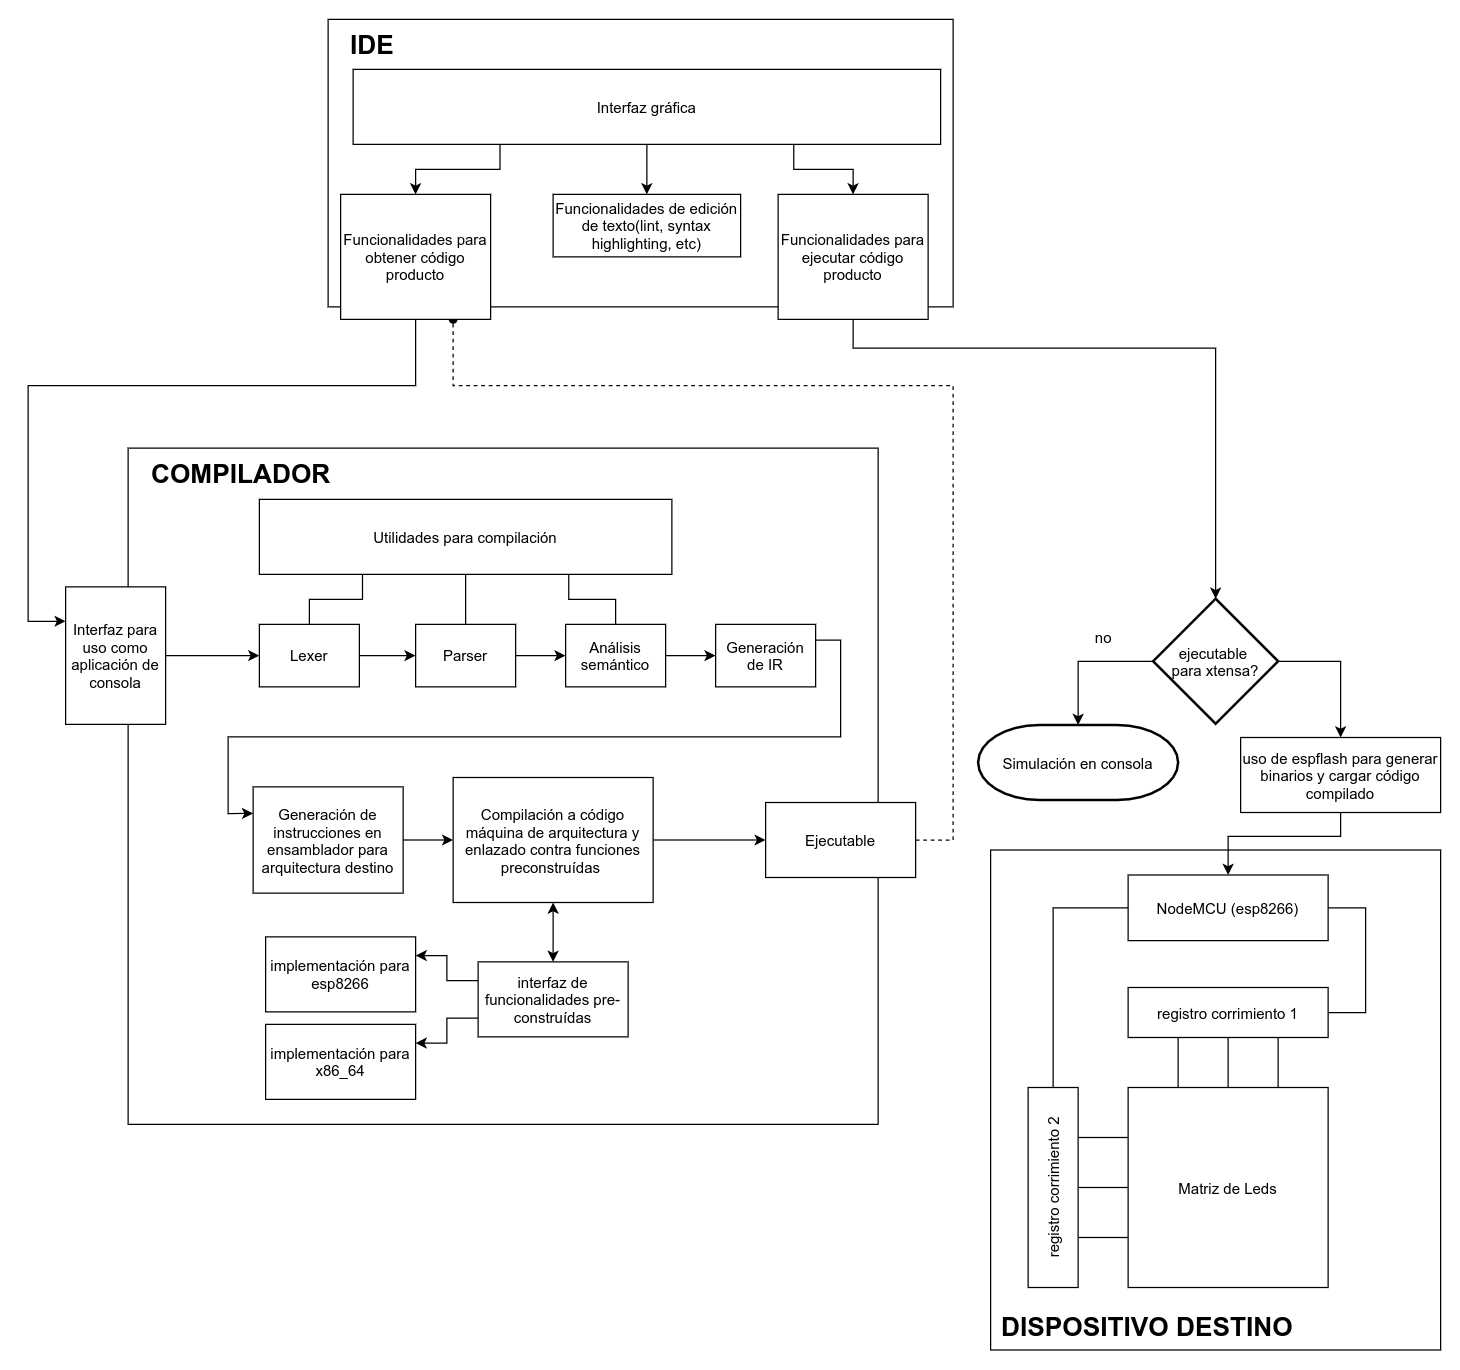 IDE
Interfaz gráfica
Funcionalidades para
obtener código
producto
Funcionalidades de edición
de texto(lint, syntax
highlighting, etc)
Funcionalidades para
ejecutar código
producto
COMPILADOR
Utilidades para compilación
Interfaz para
uso como
aplicación de
consola
Lexer
Parser
Análisis
semántico
Generación
de IR
Generación de
instrucciones en
ensamblador para
arquitectura destino
Compilación a código
máquina de arquitectura y
enlazado contra funciones
preconstruídas
Ejecutable
implementación para
esp8266
interfaz de
funcionalidades pre-
construídas
implementación para
x86_64
no
ejecutable
para xtensa?
Simulación en consola
uso de espflash para generar
binarios y cargar código
compilado
NodeMCU (esp8266)
registro corrimiento 1
registro corrimiento 2
Matriz de Leds
DISPOSITIVO DESTINO